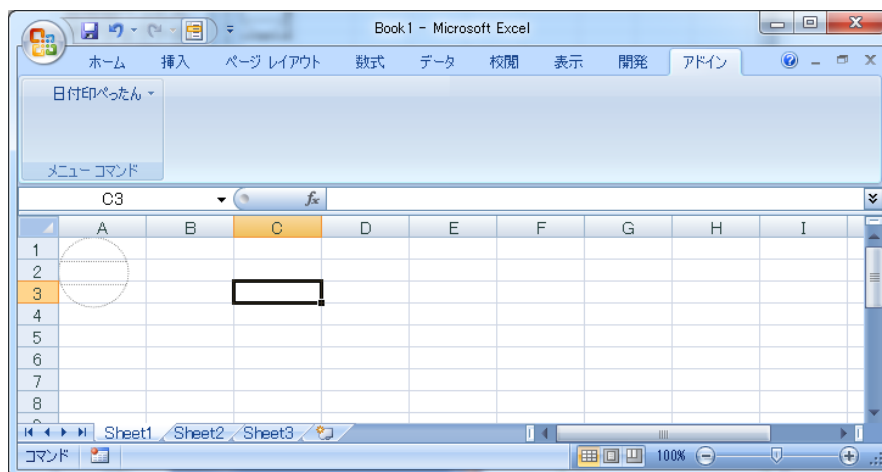 Book1 - Microsoft Excel
ホーム 挿入 ページ レイアウト 数式 データ 校閲 表示 開発 アドイン
日付印ぺったん
メニュー コマンド
C3 fx
A B C D E F G H I
1
2
3
4
5
6
7
8
Sheet1 Sheet2 Sheet3
コマンド 100%